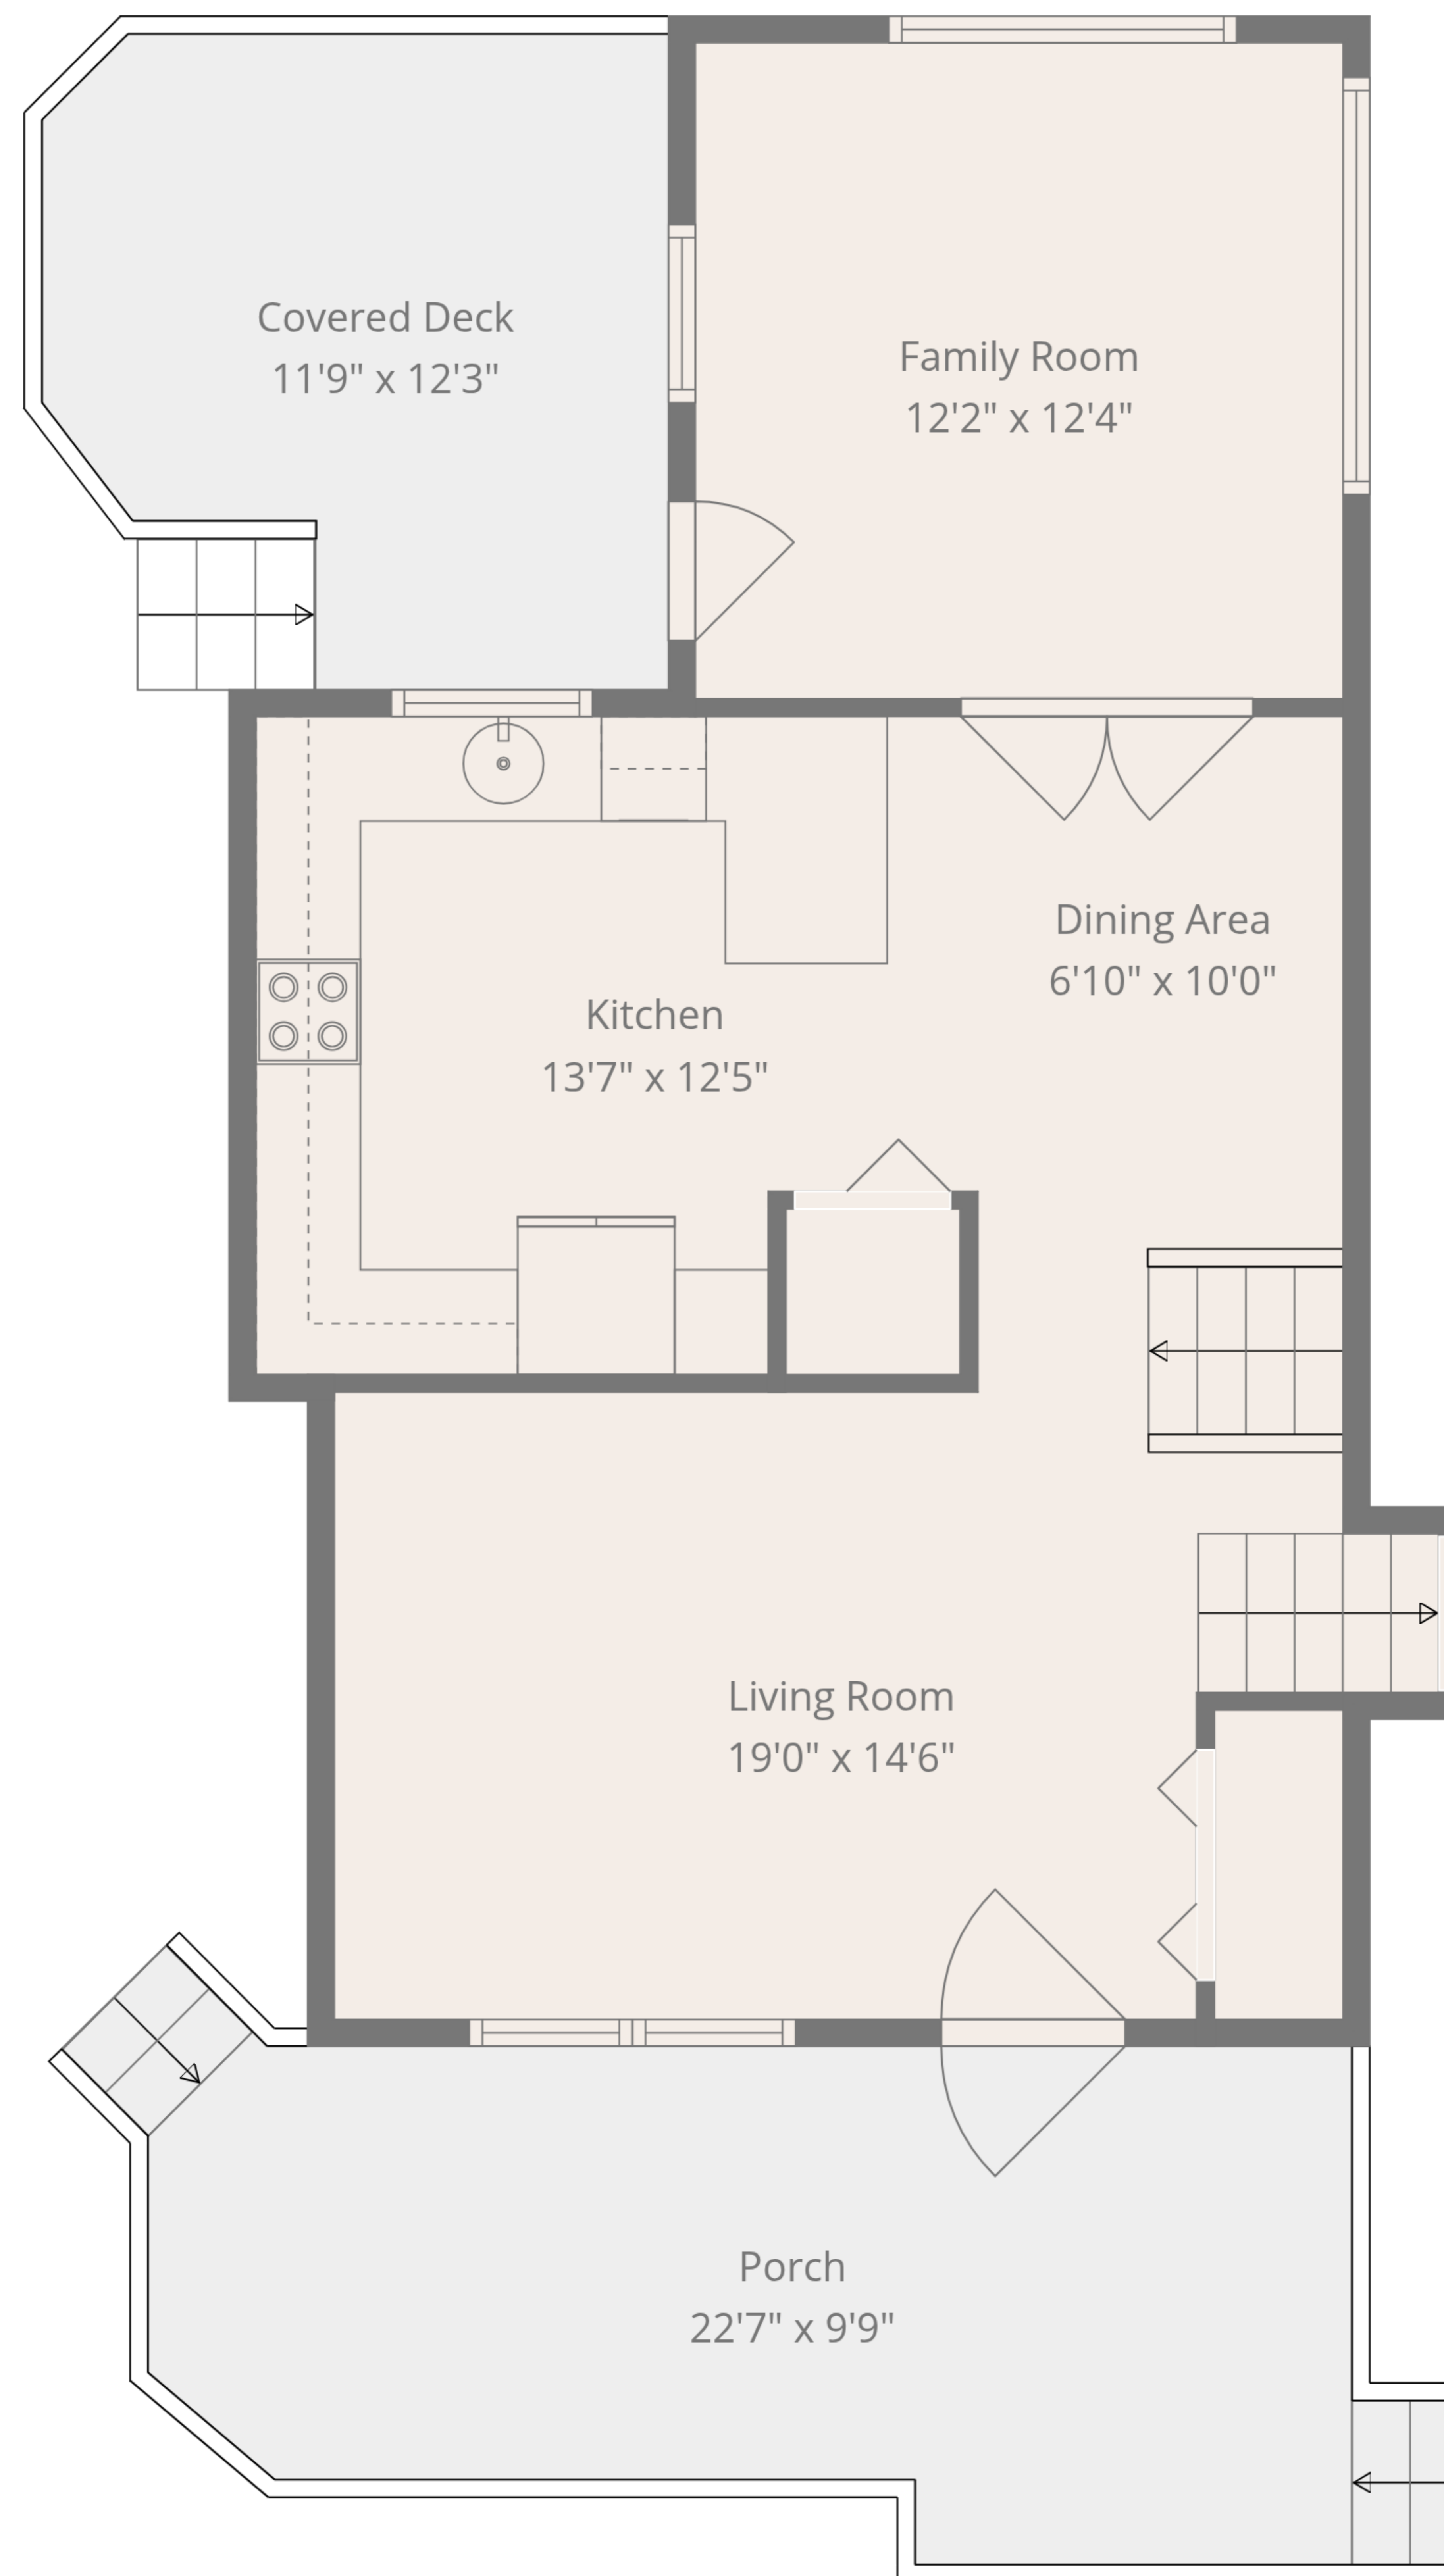 Covered Deck
11'9" x 12'3"
Family Room
12'2" x 12'4"
Dining Area
6'10" x 10'0"
Kitchen
13'7" x 12'5"
Living Room
19'0" x 14'6"
Porch
22'7" x 9'9"